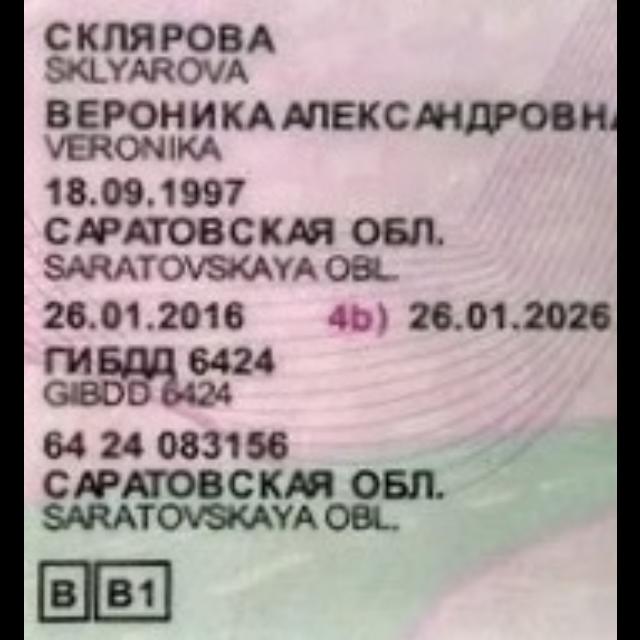 СКЛЯРОВА
SKLYAROVA
ВЕРОНИКА АЛЕКСАНДРОВНА
VERONIKA
18.09.1997
САРАТОВСКАЯ ОБЛ.
SARATOVSKAYA OBL.
26.01.2016 4b) 26.01.2026
ГИБДД 6424
GIBDD 6424
64 24 083156
САРАТОВСКАЯ ОБЛ.
SARATOVSKAYA OBL.
B B1